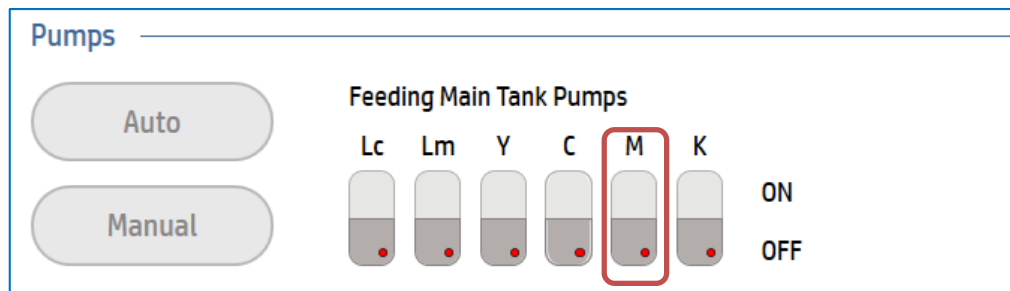 Pumps
Auto
Manual
Feeding Main Tank Pumps
Lc Lm Y C M K
ON
OFF